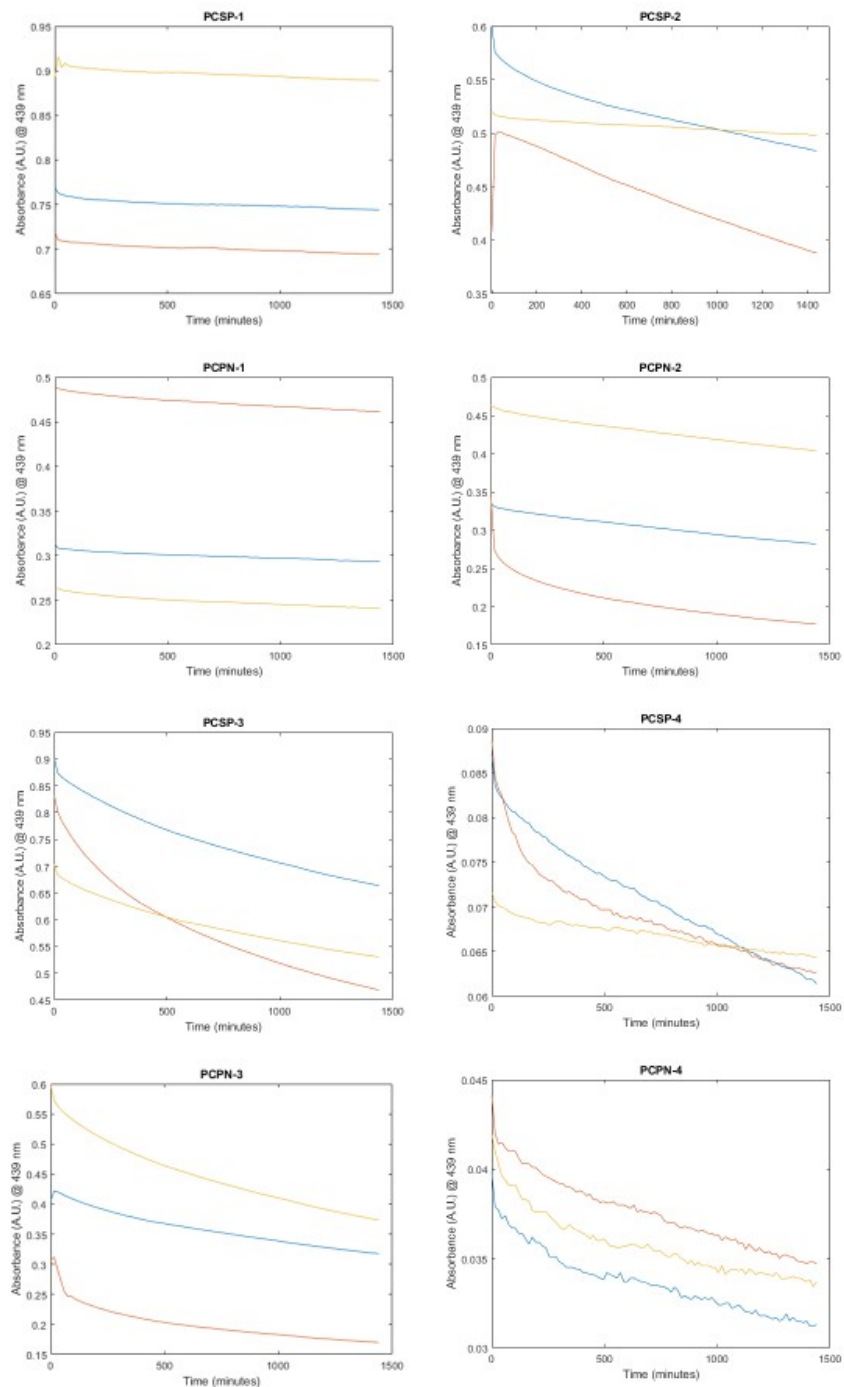 PCSP-1
Absorbance (A.U.) @ 439 nm
0.95
0.9
0.85
0.8
0.75
0.7
0.65
0 500 1000 1500
Time (minutes)
PCSP-2
Absorbance (A.U.) @ 439 nm
0.6
0.55
0.5
0.45
0.4
0.35
0 200 400 600 800 1000 1200 1400
Time (minutes)
PCPN-1
Absorbance (A.U.) @ 439 nm
0.5
0.45
0.4
0.35
0.3
0.25
0.2
0 500 1000 1500
Time (minutes)
PCPN-2
Absorbance (A.U.) @ 439 nm
0.5
0.45
0.4
0.35
0.3
0.25
0.2
0.15
0 500 1000 1500
Time (minutes)
PCSP-3
Absorbance (A.U.) @ 439 nm
0.95
0.9
0.85
0.8
0.75
0.7
0.65
0.6
0.55
0.5
0.45
0 500 1000 1500
Time (minutes)
PCSP-4
Absorbance (A.U.) @ 439 nm
0.09
0.085
0.08
0.075
0.07
0.065
0.06
0 500 1000 1500
Time (minutes)
PCPN-3
Absorbance (A.U.) @ 439 nm
0.6
0.55
0.5
0.45
0.4
0.35
0.3
0.25
0.2
0.15
0 500 1000 1500
Time (minutes)
PCPN-4
Absorbance (A.U.) @ 439 nm
0.045
0.04
0.035
0.03
0 500 1000 1500
Time (minutes)